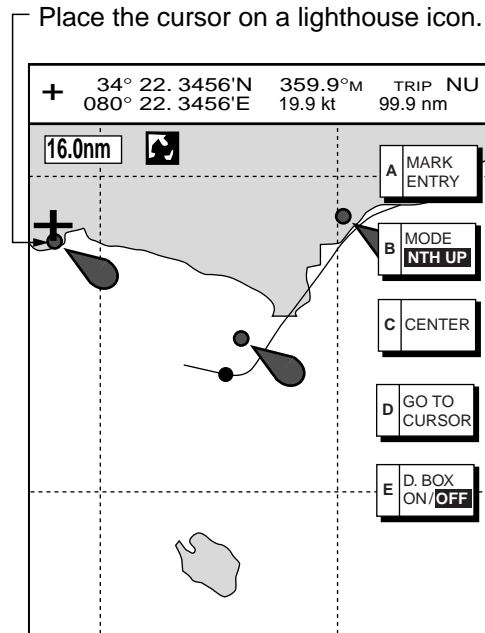 Place the cursor on a lighthouse icon.
+ 34° 22. 3456'N 359.9°M TRIP NU
080° 22. 3456'E 19.9 kt 99.9 nm
16.0nm
A MARK ENTRY
B MODE NTH UP
C CENTER
D GO TO CURSOR
E D. BOX ON/OFF